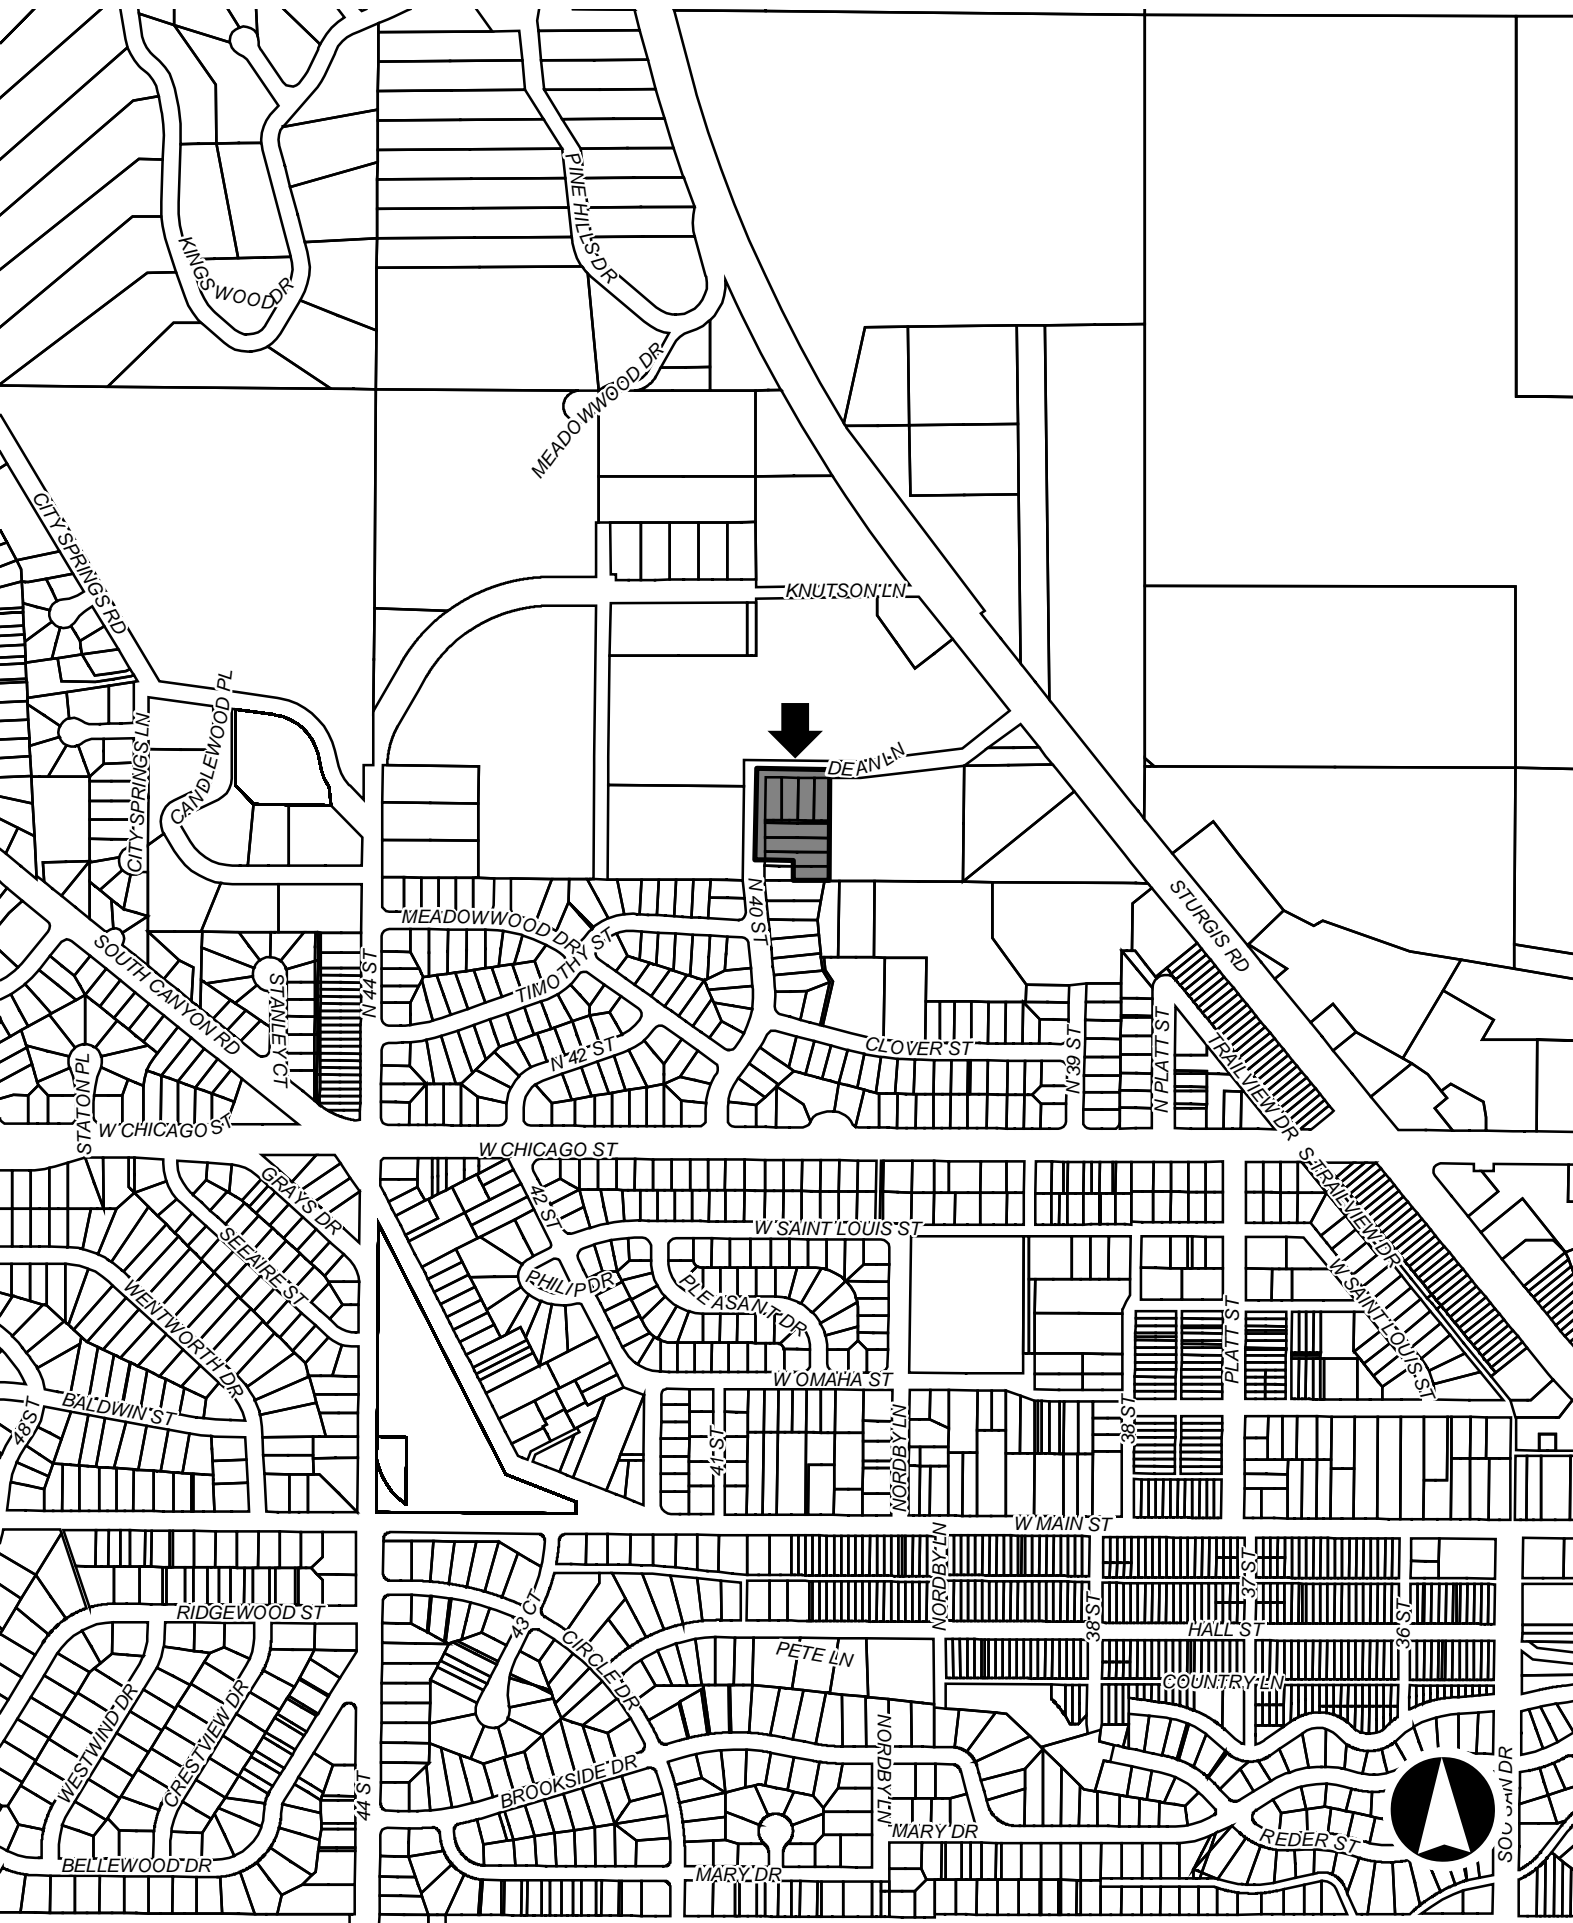 PINE HILLS DR
KINGSWOOD DR
MEADOWWOOD DR
CITY SPRINGS RD
KNUTSON LN
CANDLEWOOD PL
CITY SPRINGS LN
DEAN LN
N 40 ST
MEADOWWOOD DR
TIMOTHY ST
STURGIS RD
SOUTH CANYON RD
STANLEY CT
N 44 ST
N 42 ST
CLOVER ST
N 39 ST
N PLATT ST
TRAILVIEW DR
STATON PL
W CHICAGO ST
W CHICAGO ST
GRAYS DR
42 ST
W SAINT LOUIS ST
S TRAILVIEW DR
SEEAIRE ST
PHILIP DR
PLEASANT DR
W SAINT LOUIS ST
WENTWORTH DR
PLATT ST
W OMAHA ST
BALDWIN ST
48 ST
41 ST
NORDBY LN
38 ST
W MAIN ST
NORDBY LN
37 ST
RIDGEWOOD ST
43 CT
38 ST
HALL ST
36 ST
CIRCLE DR
PETE LN
COUNTRY LN
WESTWIND DR
CRESTVIEW DR
NORDBY LN
44 ST
BROOKSIDE DR
MARY DR
REDER ST
BELLEWOOD DR
MARY DR